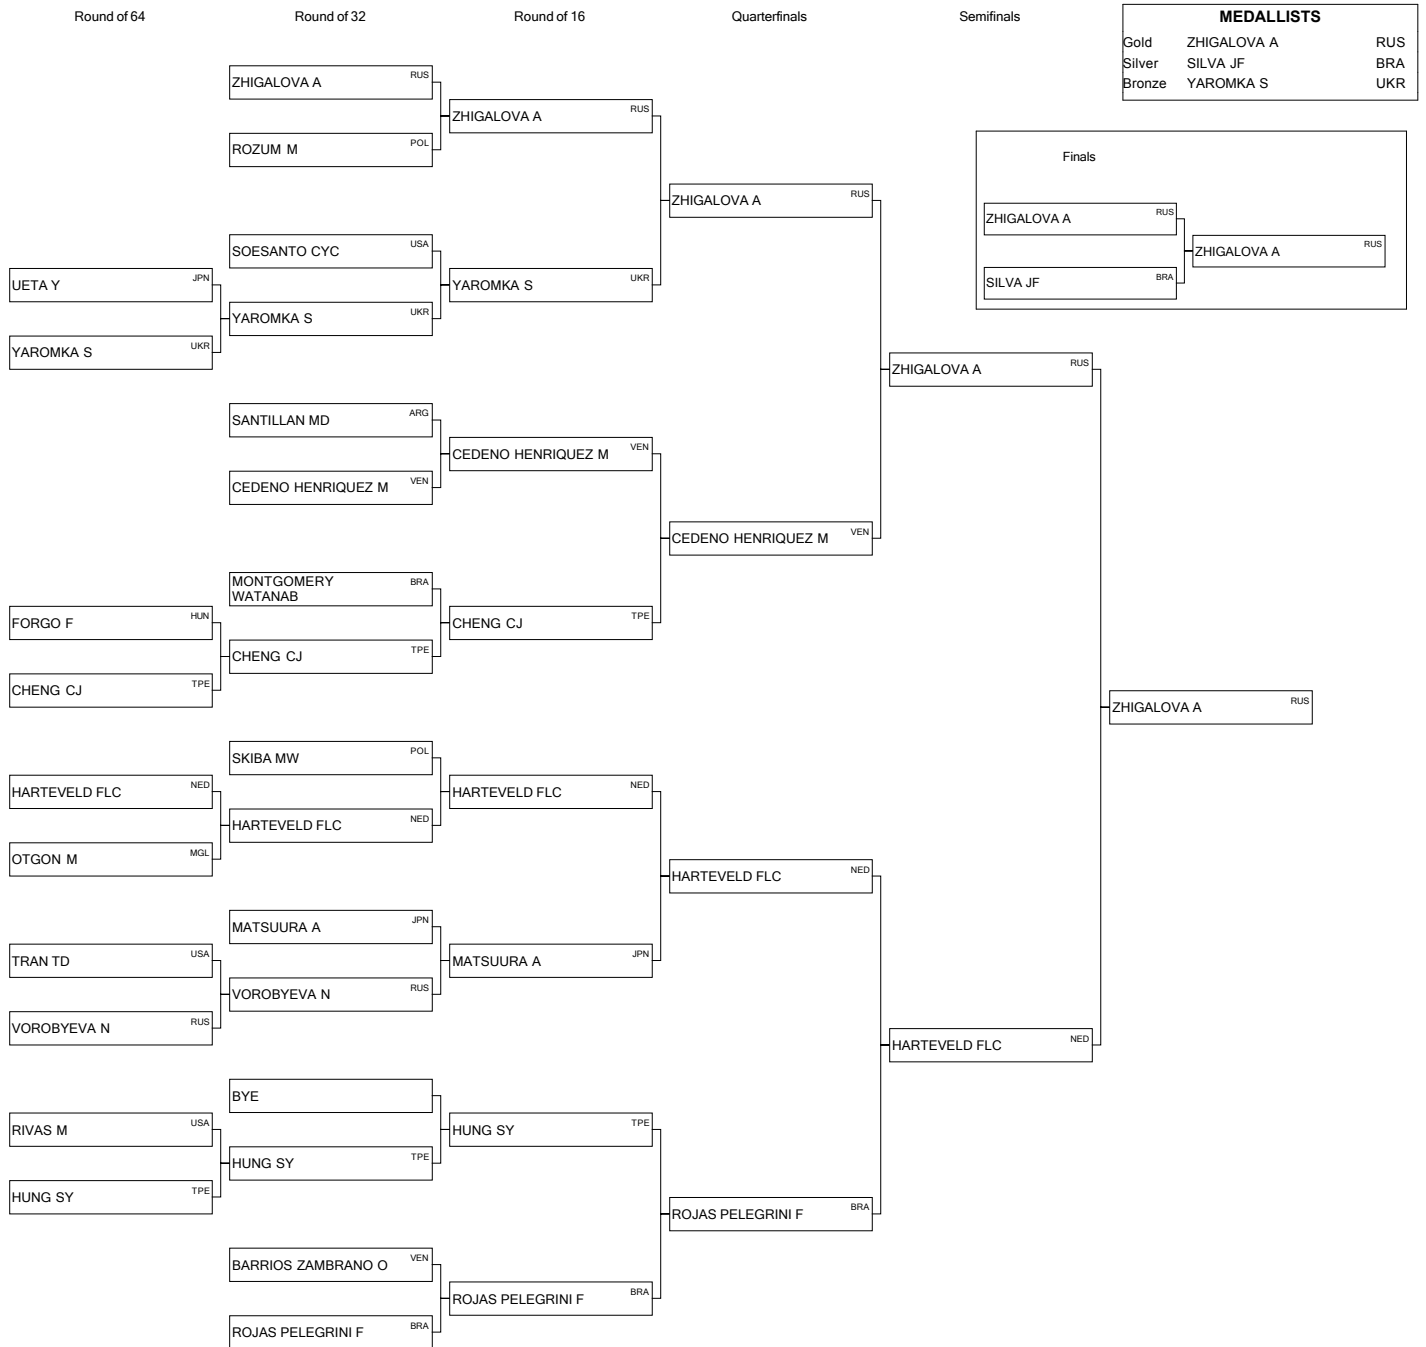 Round of 64
Round of 32
Round of 16
Quarterfinals
Semifinals
MEDALLISTS
Gold ZHIGALOVA A RUS
Silver SILVA JF BRA
Bronze YAROMKA S UKR
Finals
ZHIGALOVA A RUS
SILVA JF BRA
ZHIGALOVA A RUS
UETA Y JPN
YAROMKA S UKR
FORGO F HUN
CHENG CJ TPE
HARTEVELD FLC NED
OTGON M MGL
TRAN TD USA
VOROBYEVA N RUS
RIVAS M USA
HUNG SY TPE
ZHIGALOVA A RUS
ROZUM M POL
SOESANTO CYC USA
YAROMKA S UKR
SANTILLAN MD ARG
CEDENO HENRIQUEZ M VEN
MONTGOMERY BRA
WATANAB
CHENG CJ TPE
SKIBA MW POL
HARTEVELD FLC NED
MATSUURA A JPN
VOROBYEVA N RUS
BYE
HUNG SY TPE
BARRIOS ZAMBRANO O VEN
ROJAS PELEGRINI F BRA
ZHIGALOVA A RUS
YAROMKA S UKR
CEDENO HENRIQUEZ M VEN
CHENG CJ TPE
HARTEVELD FLC NED
MATSUURA A JPN
HUNG SY TPE
ROJAS PELEGRINI F BRA
ZHIGALOVA A RUS
CEDENO HENRIQUEZ M VEN
HARTEVELD FLC NED
ROJAS PELEGRINI F BRA
ZHIGALOVA A RUS
HARTEVELD FLC NED
ZHIGALOVA A RUS